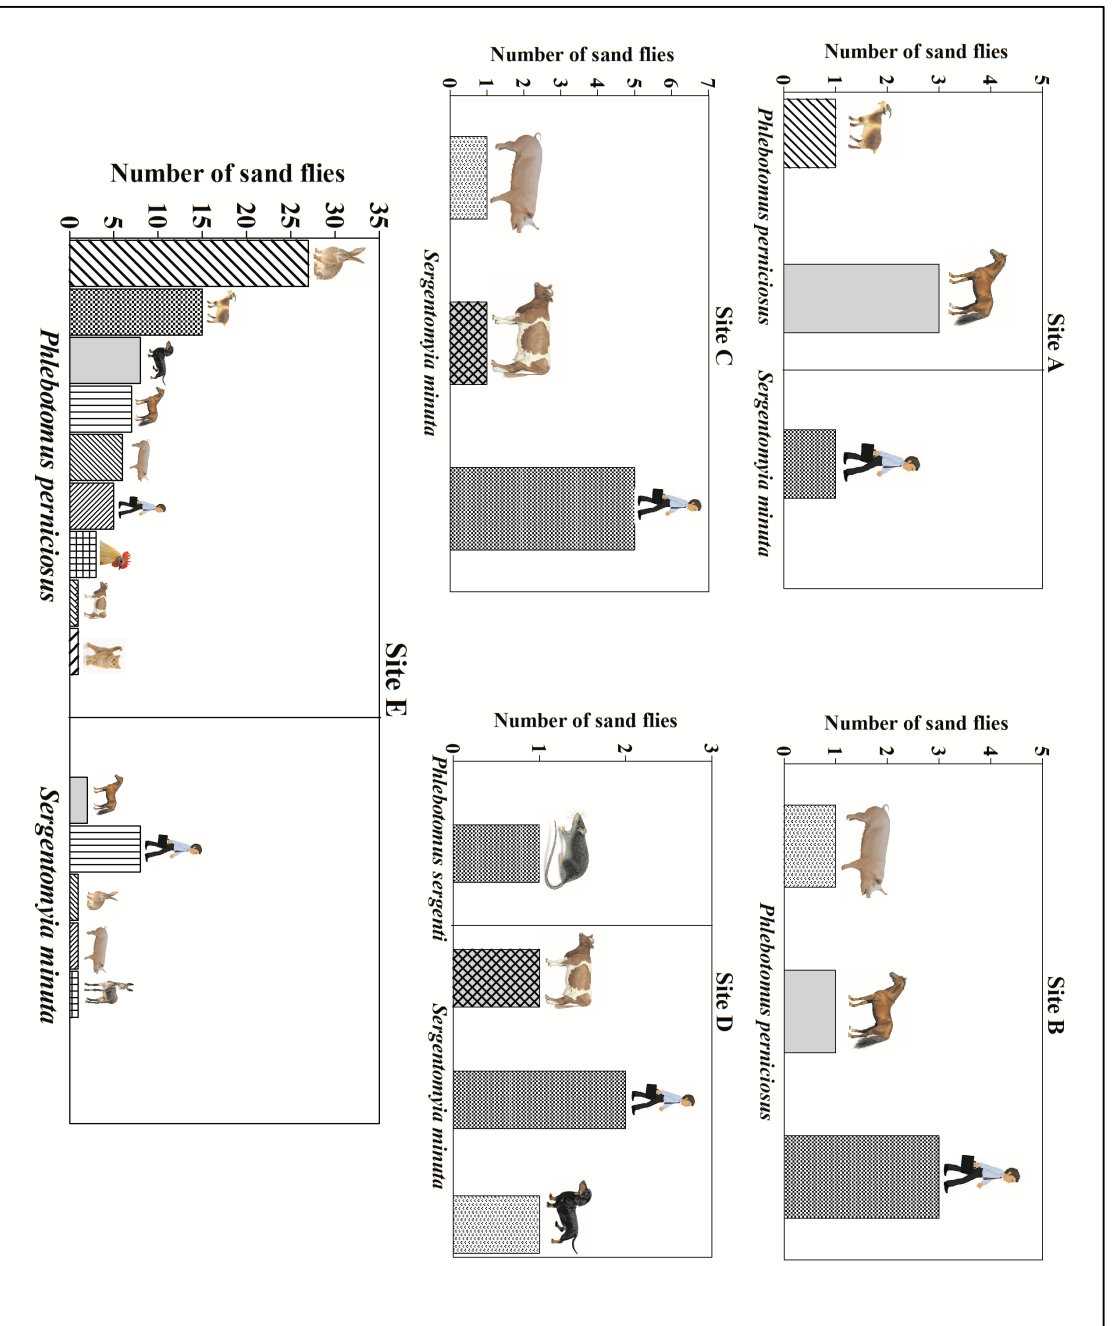 Site A
Number of sand flies
5
4
3
2
1
0
Phlebotomus perniciosus
Sergentomyia minuta
Site B
Number of sand flies
5
4
3
2
1
0
Phlebotomus perniciosus
Site C
Number of sand flies
7
6
5
4
3
2
1
0
Sergentomyia minuta
Site D
Number of sand flies
3
2
1
0
Phlebotomus sergenti
Sergentomyia minuta
Site E
Number of sand flies
35
30
25
20
15
10
5
0
Phlebotomus perniciosus
Sergentomyia minuta